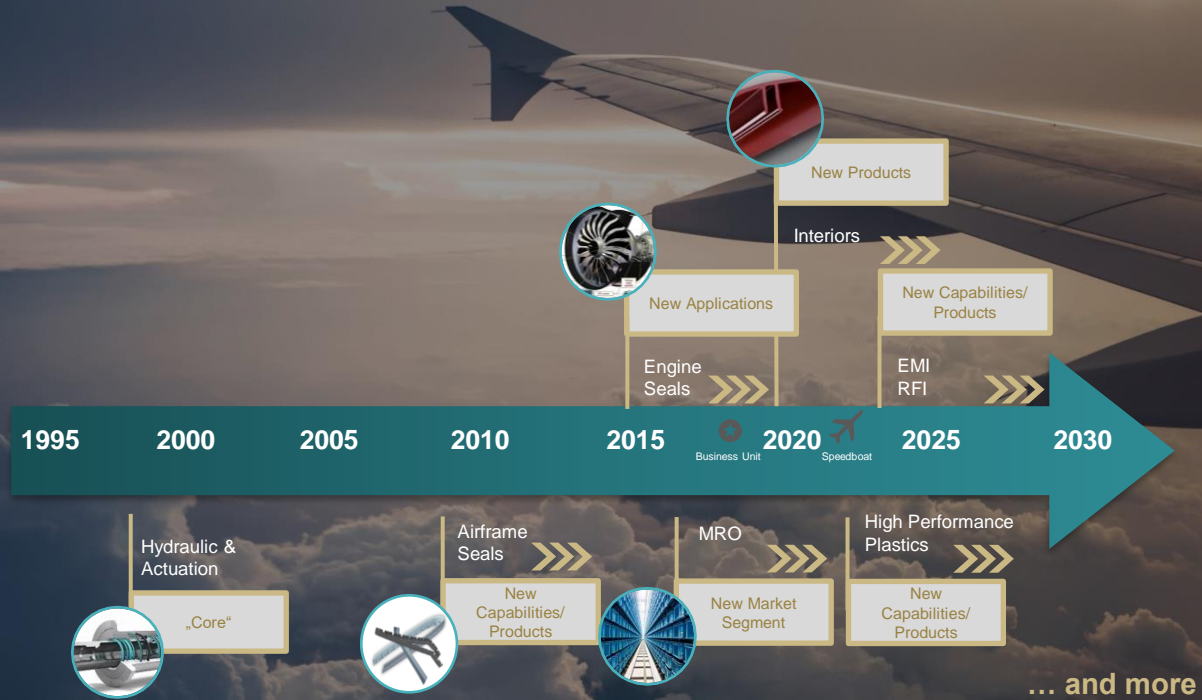 New Products
Interiors
New Applications
New Capabilities/
Products
Engine
Seals
EMI
RFI
1995 2000 2005 2010 2015 2020 2025 2030
Business Unit Speedboat
Hydraulic &
Actuation
„Core“
Airframe
Seals
New
Capabilities/
Products
MRO
New Market
Segment
High Performance
Plastics
New
Capabilities/
Products
… and more